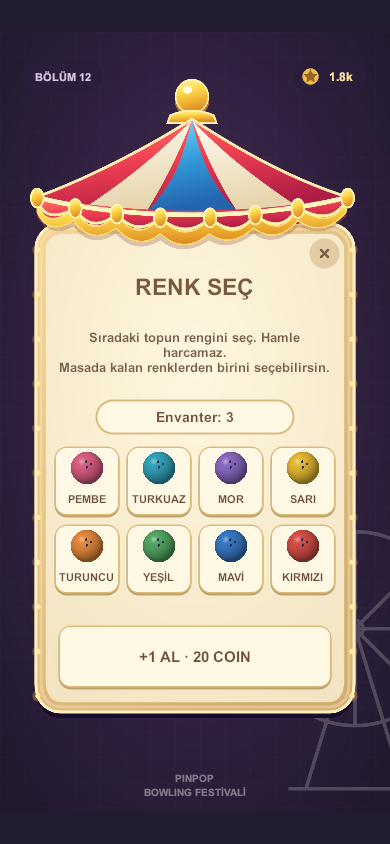 BÖLÜM 12
1.8k
RENK SEÇ
Sıradaki topun rengini seç. Hamle
harcamaz.
Masada kalan renklerden birini seçebilirsin.
Envanter: 3
PEMBE TURKUAZ MOR SARI
TURUNCU YEŞİL MAVİ KIRMIZI
+1 AL · 20 COIN
PINPOP
BOWLING FESTİVALİ